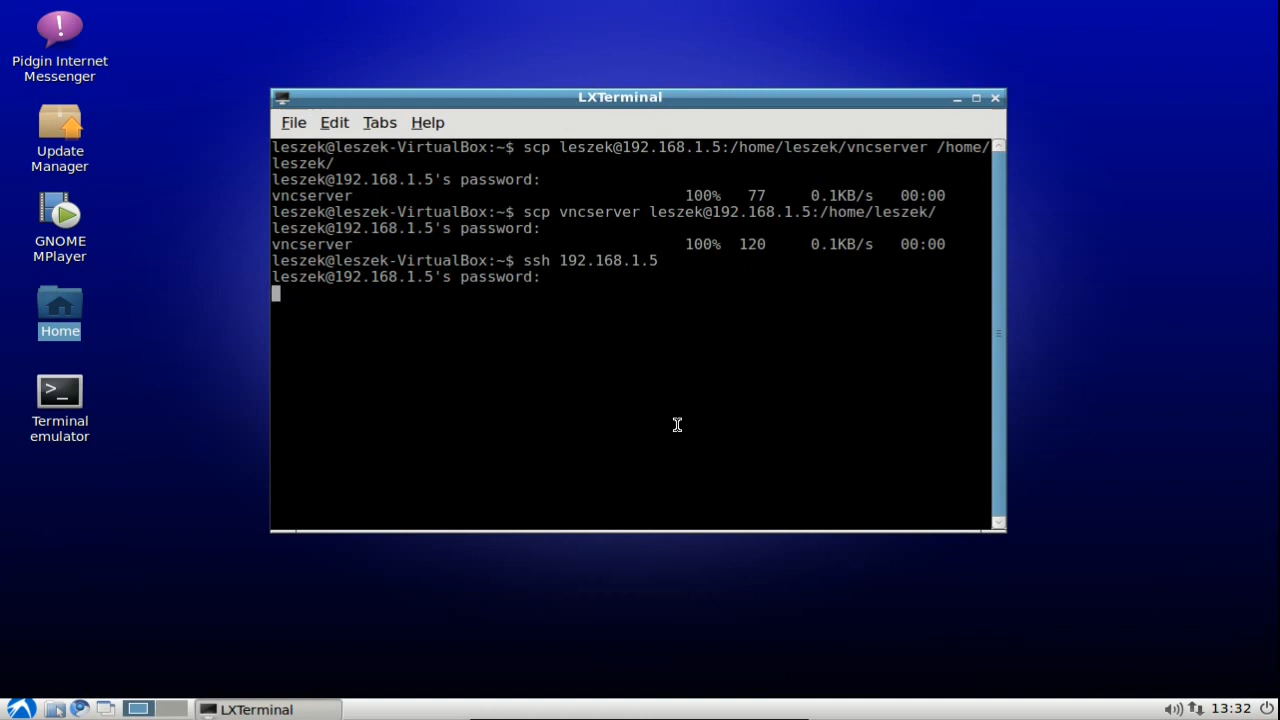 Pidgin Internet
Messenger
Update
Manager
GNOME
MPlayer
Home
>_
Terminal
emulator
LXTerminal
File Edit Tabs Help
leszek@leszek-VirtualBox:~$ scp leszek@192.168.1.5:/home/leszek/vncserver /home/
leszek/
leszek@192.168.1.5's password:
vncserver 100% 77 0.1KB/s 00:00
leszek@leszek-VirtualBox:~$ scp vncserver leszek@192.168.1.5:/home/leszek/
leszek@192.168.1.5's password:
vncserver 100% 120 0.1KB/s 00:00
leszek@leszek-VirtualBox:~$ ssh 192.168.1.5
leszek@192.168.1.5's password:
LXTerminal
13:32